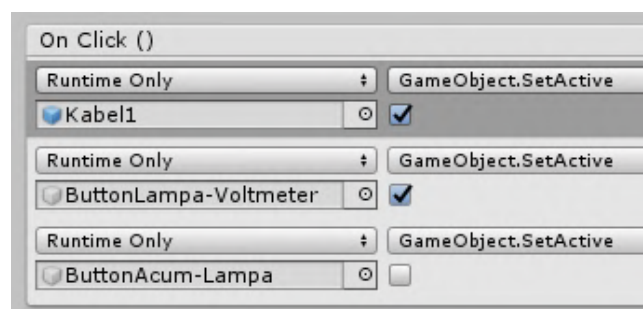 On Click ()
Runtime Only GameObject.SetActive
Kabel1
Runtime Only GameObject.SetActive
ButtonLampa-Voltmeter
Runtime Only GameObject.SetActive
ButtonAcum-Lampa